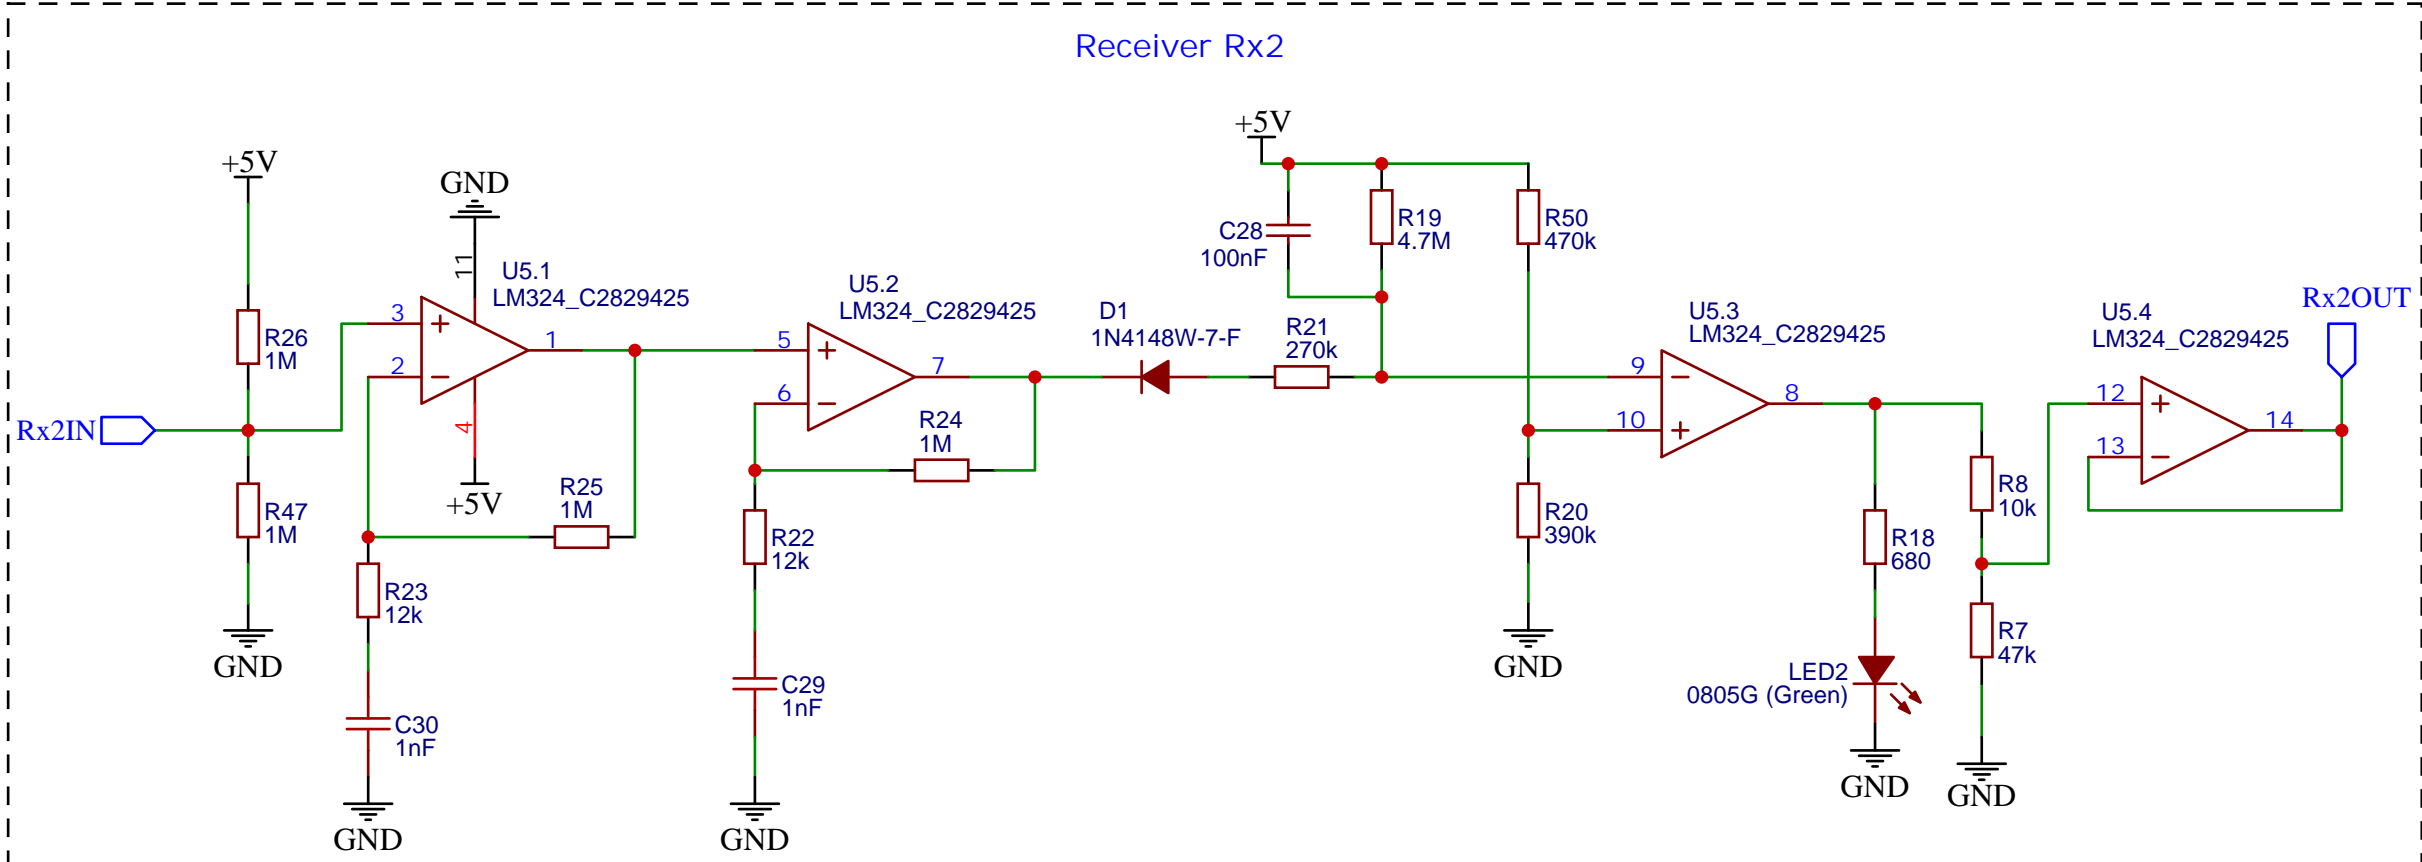 Receiver Rx2
+5V
GND
11
U5.1
LM324_C2829425
3
2
1
4
+5V
R26
1M
Rx2IN
R47
1M
GND
R25
1M
R23
12k
C30
1nF
GND
U5.2
LM324_C2829425
5
6
7
R24
1M
R22
12k
C29
1nF
GND
D1
1N4148W-7-F
R21
270k
+5V
C28
100nF
R19
4.7M
R50
470k
R20
390k
GND
U5.3
LM324_C2829425
9
10
8
R18
680
LED2
0805G (Green)
GND
R8
10k
R7
47k
GND
U5.4
LM324_C2829425
12
13
14
Rx2OUT